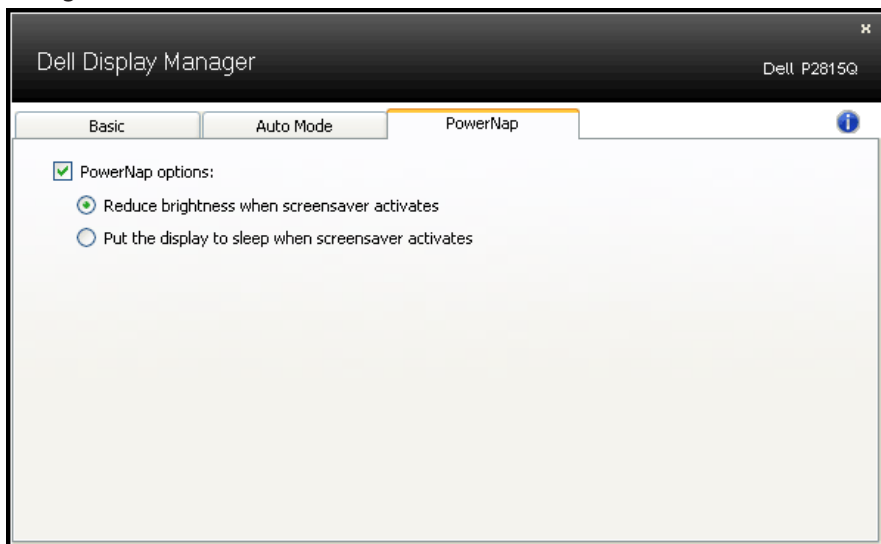 Dell Display Manager
Dell P2815Q
Basic Auto Mode PowerNap
PowerNap options:
Reduce brightness when screensaver activates
Put the display to sleep when screensaver activates